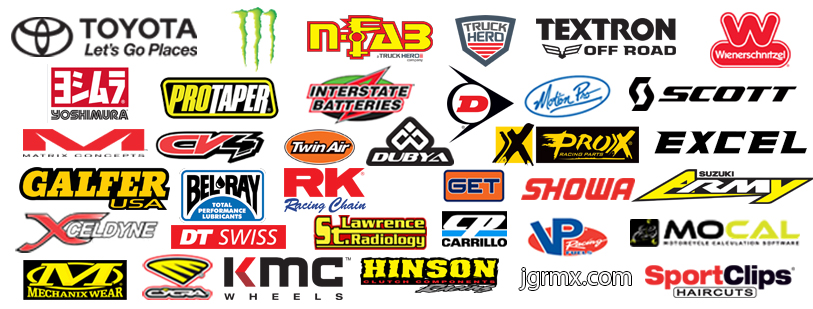 TOYOTA
Let's Go Places
N-FAB
A TRUCK HERO
TRUCK
HERO
TEXTRON
OFF ROAD
W
Wienerschnitzel
ヨシムラ
YOSHIMURA
PROTAPER
INTERSTATE
BATTERIES
D
Motion Pro
SCOTT
M
MATRIX CONCEPTS
CV4
Twin Air
DUBYA
X
PROX
RACING PARTS
EXCEL
GALFER
USA
BEL-RAY
TOTAL
PERFORMANCE
LUBRICANTS
RK
Racing Chain
GET
SHOWA
SUZUKI
ARMY
XCELDYNE
DT SWISS
St. Lawrence
Radiology
CP
CARRILLO
VP
Racing
MOCAL
MOTORCYCLE CALCULATION SOFTWARE
M
MECHANIX WEAR
CYCRA
KMC
WHEELS
HINSON
CLUTCH COMPONENTS
RACING
jgrmx.com
SportClips
HAIRCUTS